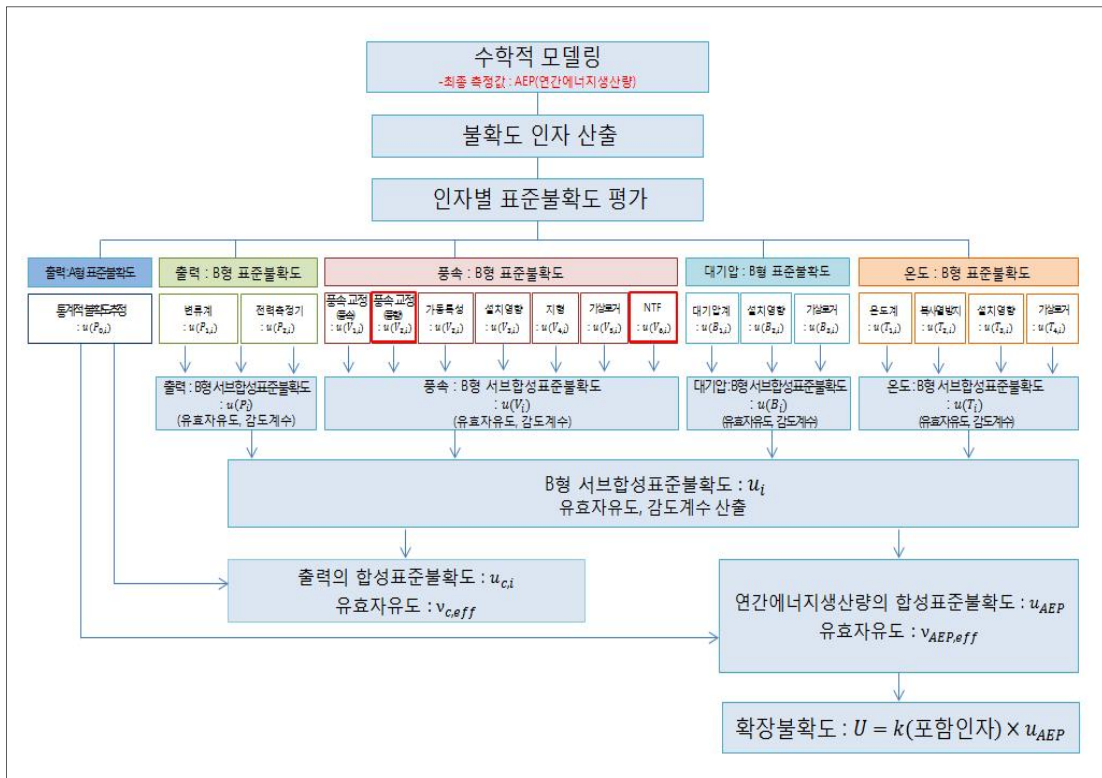 수학적 모델링
-최종 측정값 : AEP(연간에너지생산량)
불확도 인자 산출
인자별 표준불확도 평가
출력:A형 표준불확도
출력 : B형 표준불확도
풍속 : B형 표준불확도
대기압 : B형 표준불확도
온도 : B형 표준불확도
통계적 불확도 추정
: u(P₀,ᵢ)
변류계
: u(P₁,ᵢ)
전력측정기
: u(P₂,ᵢ)
풍속 교정
(풍속)
: u(V₁,ᵢ)
풍속 교정
(풍향)
: u(V₂,ᵢ)
가동특성
: u(V₂,ᵢ)
설치영향
: u(V₃,ᵢ)
지형
: u(V₄,ᵢ)
기상로거
: u(V₅,ᵢ)
NTF
: u(V₆,ᵢ)
대기압계
: u(B₁,ᵢ)
설치영향
: u(B₂,ᵢ)
기상로거
: u(B₃,ᵢ)
온도계
: u(T₁,ᵢ)
복사열방지
: u(T₂,ᵢ)
설치영향
: u(T₃,ᵢ)
기상로거
: u(T₄,ᵢ)
출력 : B형 서브합성표준불확도
: u(Pᵢ)
(유효자유도, 감도계수)
풍속 : B형 서브합성표준불확도
: u(Vᵢ)
(유효자유도, 감도계수)
대기압:B형 서브합성표준불확도
: u(Bᵢ)
(유효자유도, 감도계수)
온도 : B형 서브합성표준불확도
: u(Tᵢ)
(유효자유도, 감도계수)
B형 서브합성표준불확도 : uᵢ
유효자유도, 감도계수 산출
출력의 합성표준불확도 : u_c,i
유효자유도 : ν_c,eff
연간에너지생산량의 합성표준불확도 : u_AEP
유효자유도 : ν_AEP,eff
확장불확도 : U = k(포함인자) × u_AEP